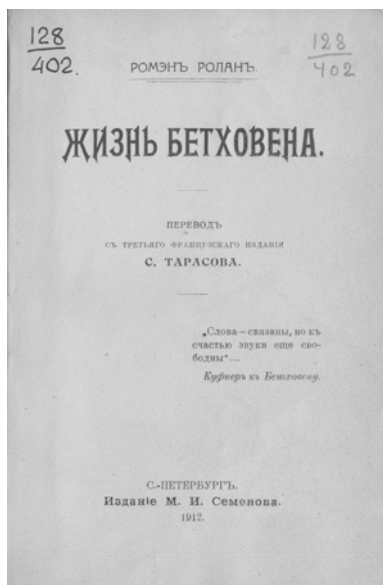 128
402.
128
402
РОМЭНЪ РОЛАНЪ.
ЖИЗНЬ БЕТХОВЕНА.
ПЕРЕВОДЪ
СЪ ТРЕТЬЯГО ФРАНЦУЗСКАГО ИЗДАНІЯ
С. ТАРАСОВА.
„Слова—связаны, но къ
счастью звуки еще сво-
бодны“....
Куфнеръ къ Бетховену.
С.-ПЕТЕРБУРГЪ.
Изданіе М. И. Семенова.
1912.